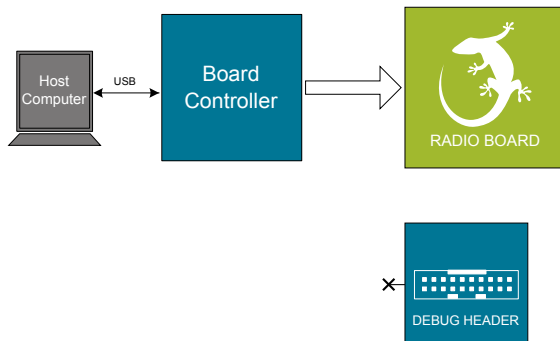 Host
Computer
USB
Board
Controller
RADIO BOARD
DEBUG HEADER